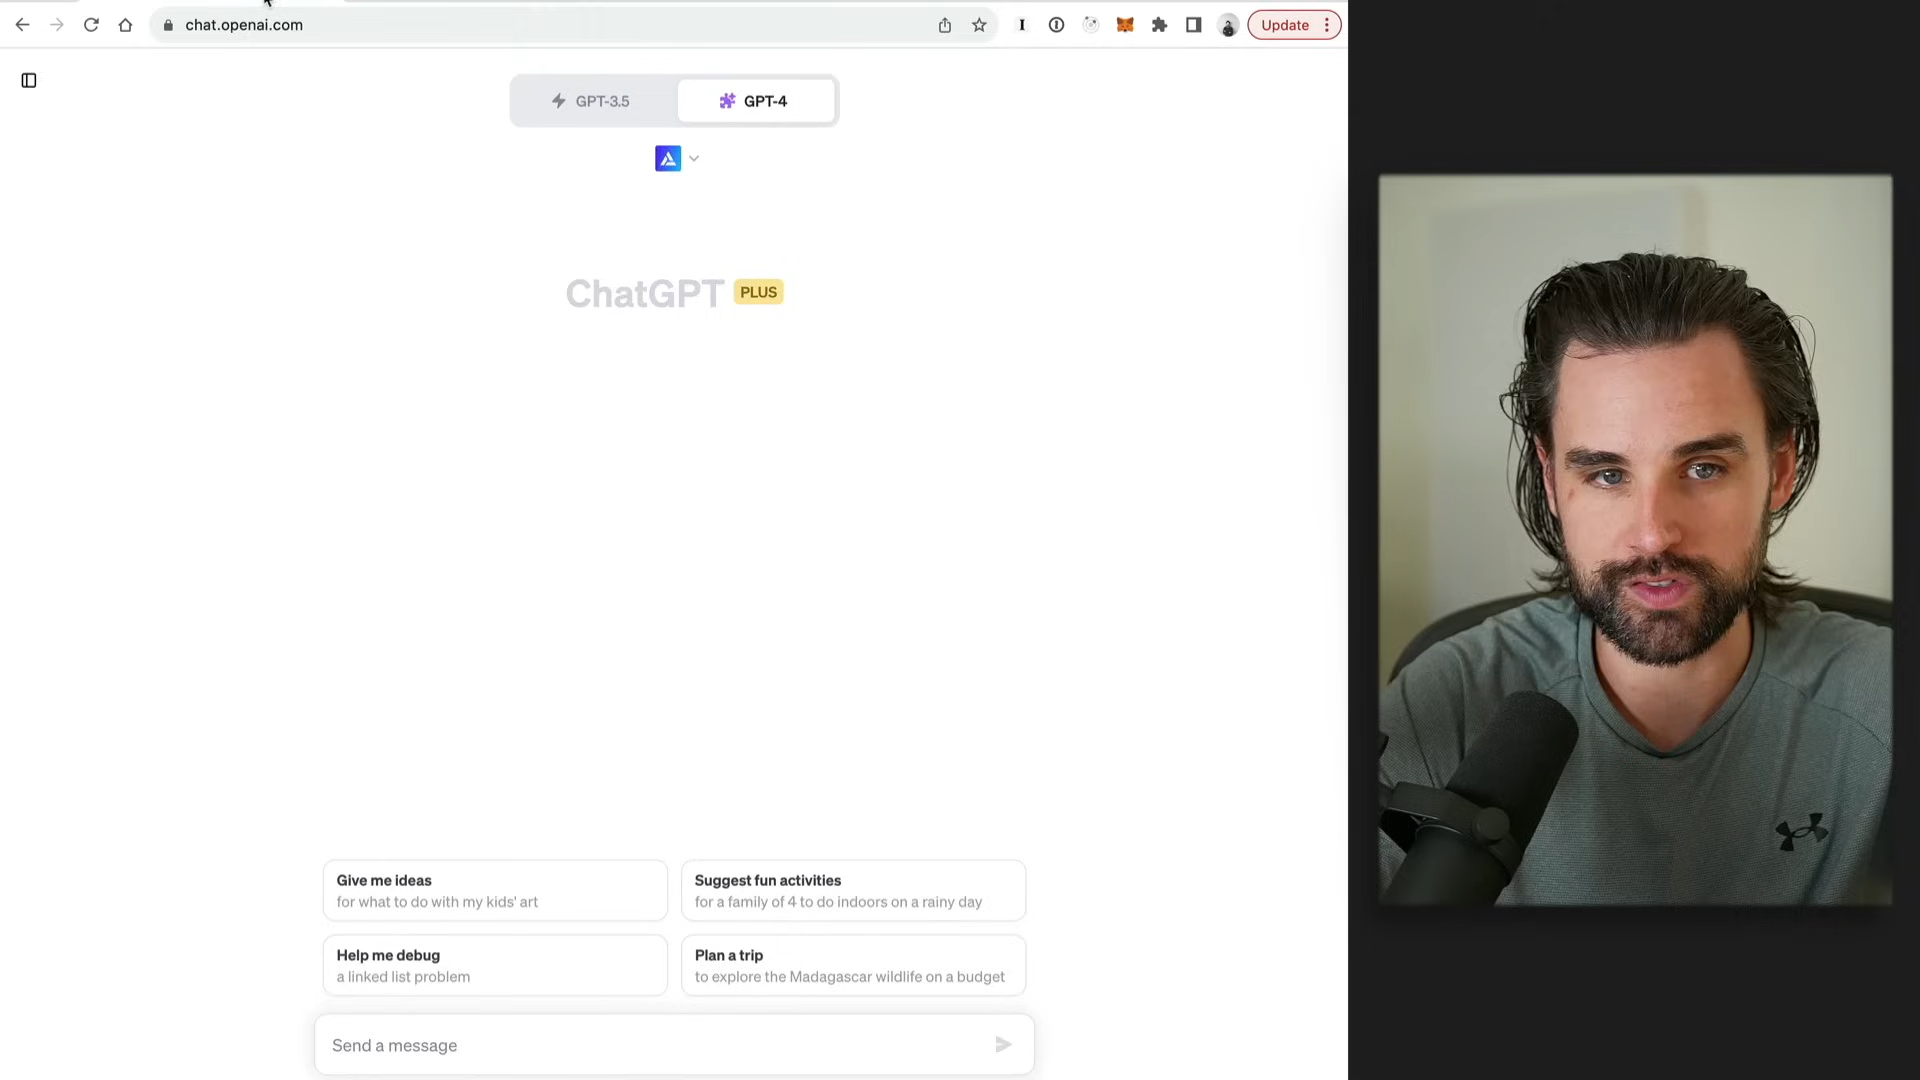 chat.openai.com
Update
GPT-3.5
GPT-4
ChatGPT PLUS
Give me ideas
for what to do with my kids' art
Suggest fun activities
for a family of 4 to do indoors on a rainy day
Help me debug
a linked list problem
Plan a trip
to explore the Madagascar wildlife on a budget
Send a message